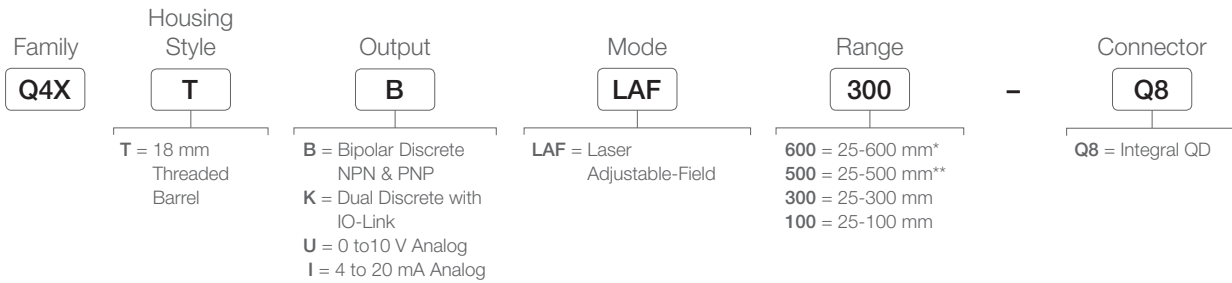 Family
Housing
Style
Output
Mode
Range
Connector
Q4X
T
B
LAF
300
–
Q8
T = 18 mm
Threaded
Barrel
B = Bipolar Discrete
NPN & PNP
K = Dual Discrete with
IO-Link
U = 0 to10 V Analog
I = 4 to 20 mA Analog
LAF = Laser
Adjustable-Field
600 = 25-600 mm*
500 = 25-500 mm**
300 = 25-300 mm
100 = 25-100 mm
Q8 = Integral QD